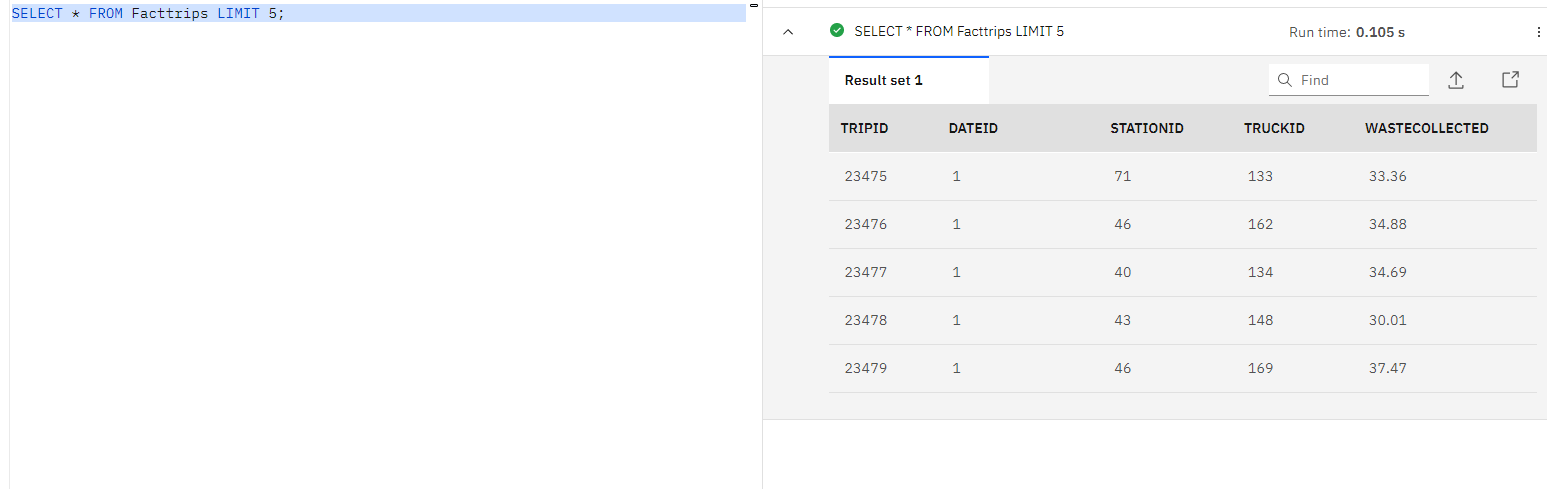 SELECT * FROM Facttrips LIMIT 5;
SELECT * FROM Facttrips LIMIT 5 Run time: 0.105 s
Result set 1 Find
TRIPID DATEID STATIONID TRUCKID WASTECOLLECTED
23475 1 71 133 33.36
23476 1 46 162 34.88
23477 1 40 134 34.69
23478 1 43 148 30.01
23479 1 46 169 37.47